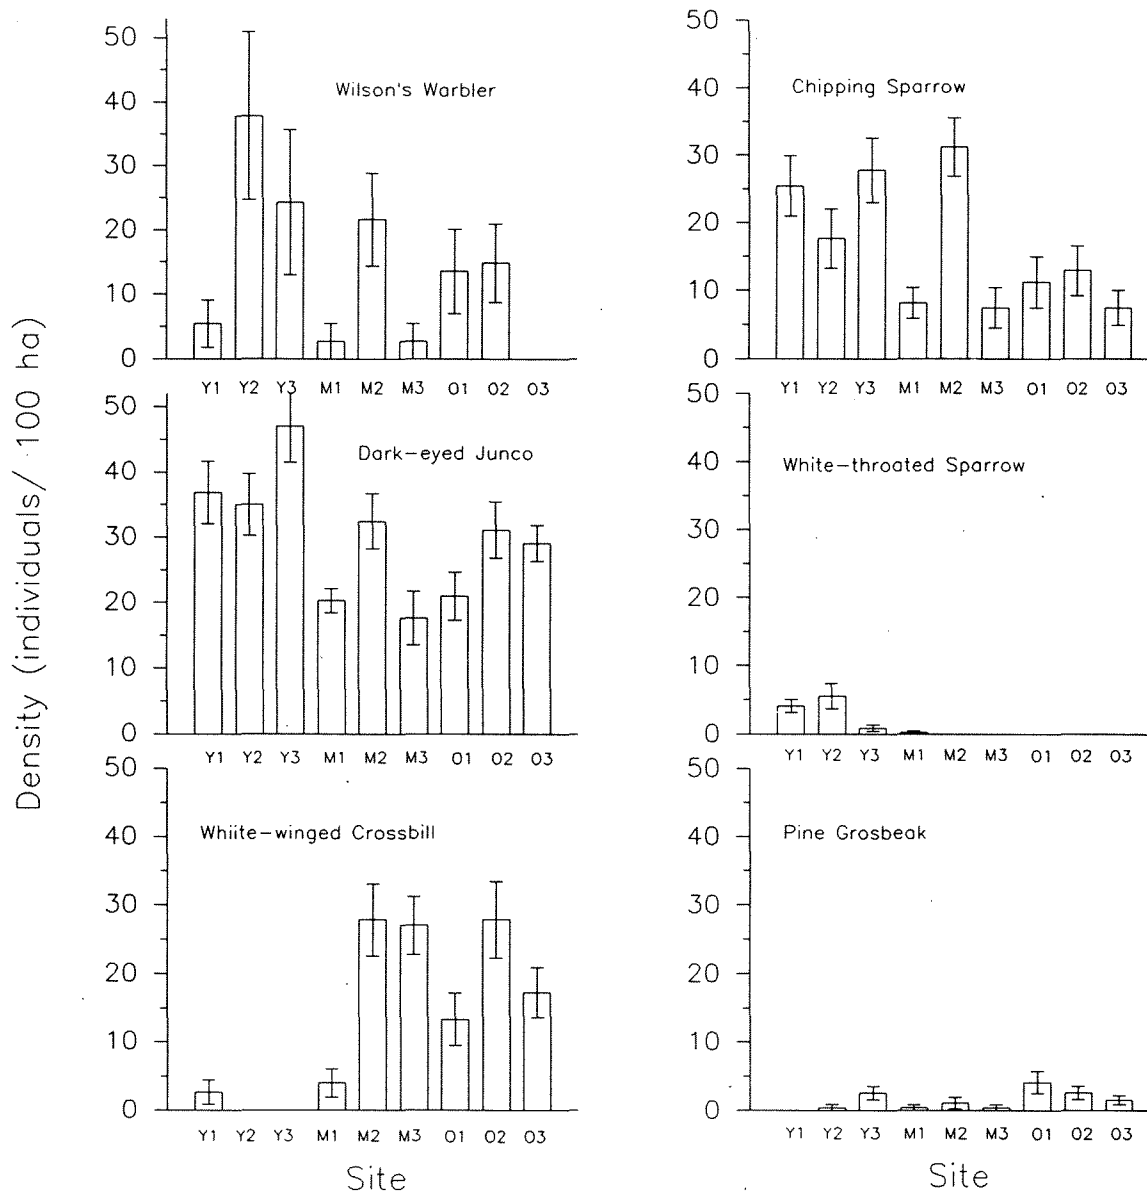 Density (individuals/ 100 ha)
50
40
30
20
10
0
Wilson's Warbler
Y1 Y2 Y3 M1 M2 M3 O1 O2 O3
50
40
30
20
10
0
Chipping Sparrow
Y1 Y2 Y3 M1 M2 M3 O1 O2 O3
50
40
30
20
10
0
Dark-eyed Junco
Y1 Y2 Y3 M1 M2 M3 O1 O2 O3
50
40
30
20
10
0
White-throated Sparrow
Y1 Y2 Y3 M1 M2 M3 O1 O2 O3
50
40
30
20
10
0
Whiite-winged Crossbill
Y1 Y2 Y3 M1 M2 M3 O1 O2 O3
Site
50
40
30
20
10
0
Pine Grosbeak
Y1 Y2 Y3 M1 M2 M3 O1 O2 O3
Site